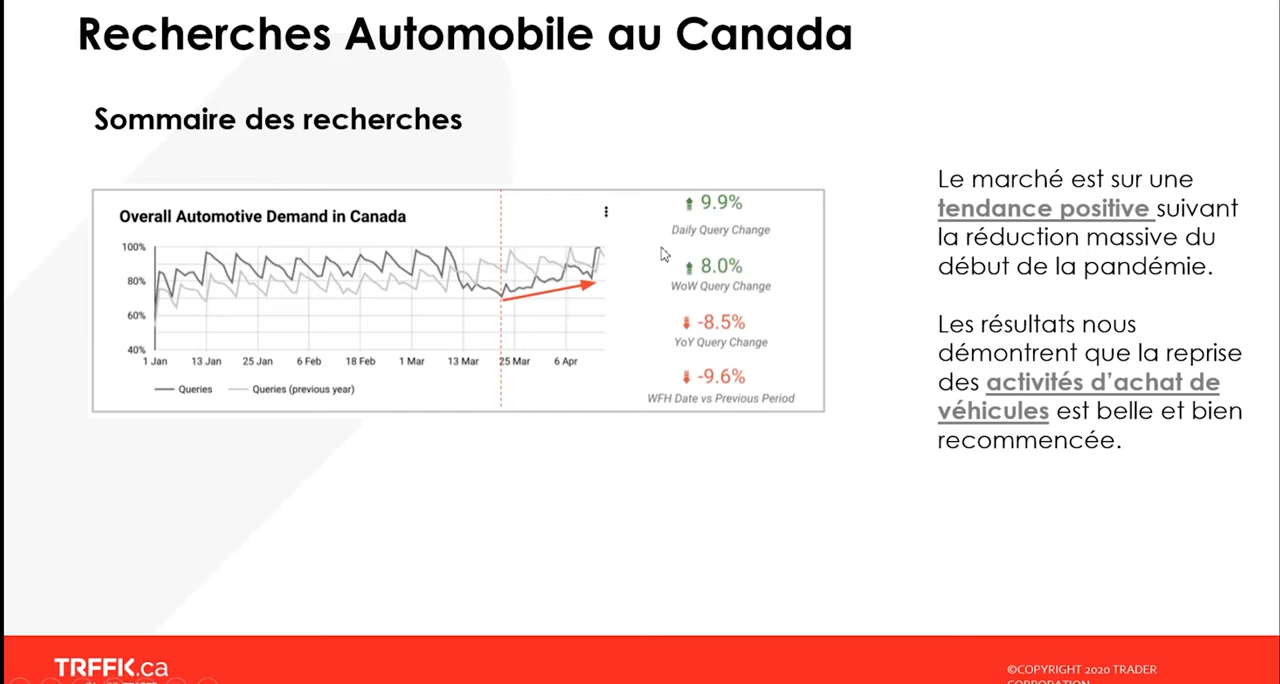 Recherches Automobile au Canada
Sommaire des recherches
Overall Automotive Demand in Canada
100%
80%
60%
40%
1 Jan 13 Jan 25 Jan 6 Feb 18 Feb 1 Mar 13 Mar 25 Mar 6 Apr
Queries Queries (previous year)
9.9%
Daily Query Change
8.0%
WoW Query Change
-8.5%
YoY Query Change
-9.6%
WFH Date vs Previous Period
Le marché est sur une
tendance positive suivant
la réduction massive du
début de la pandémie.
Les résultats nous
démontrent que la reprise
des activités d’achat de
véhicules est belle et bien
recommencée.
TRFFK.ca
©COPYRIGHT 2020 TRADER
CORPORATION